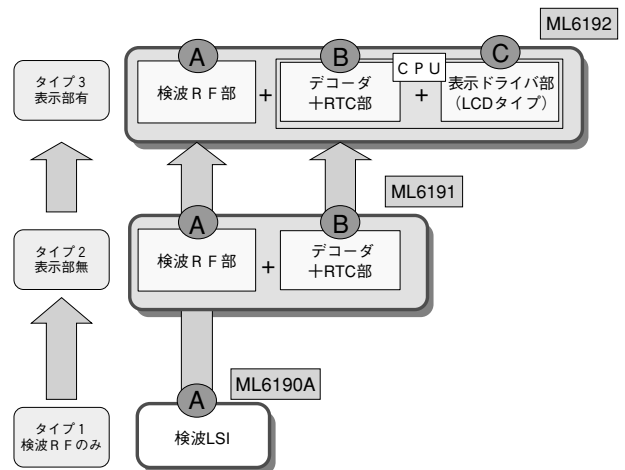 ML6192
A
B
C
CPU
タイプ3
表示部有
検波RF部
+
デコーダ
+RTC部
+
表示ドライバ部
(LCDタイプ)
ML6191
A
B
タイプ2
表示部無
検波RF部
+
デコーダ
+RTC部
ML6190A
A
タイプ1
検波RFのみ
検波LSI